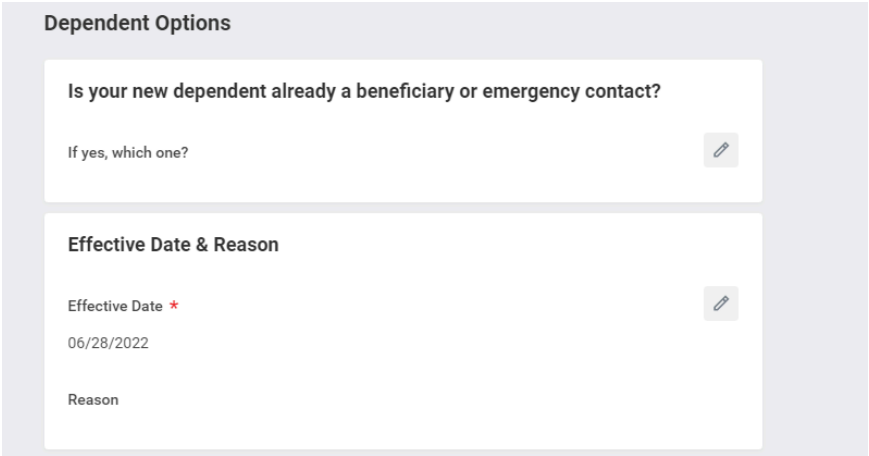 Dependent Options
Is your new dependent already a beneficiary or emergency contact?
If yes, which one?
Effective Date & Reason
Effective Date *
06/28/2022
Reason